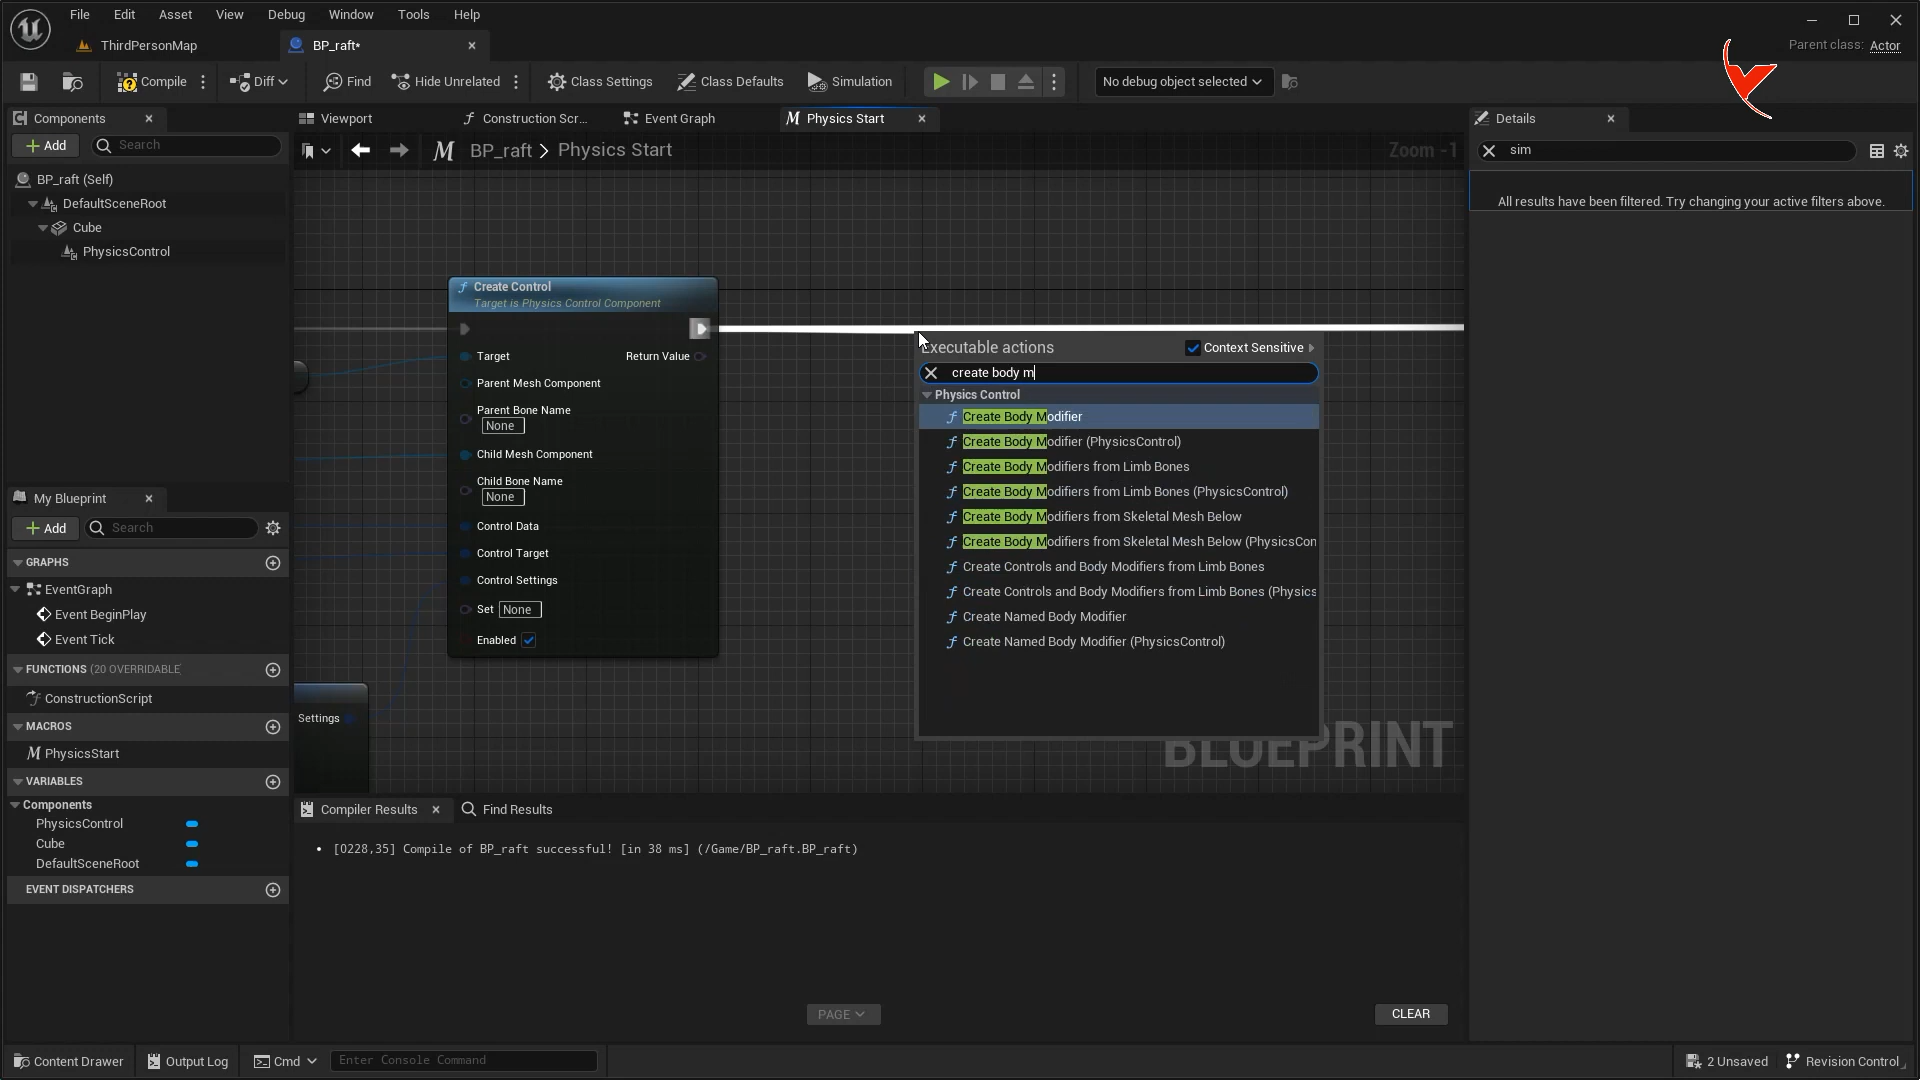 File Edit Asset View Debug Window Tools Help
ThirdPersonMap
BP_raft*
Parent class: Actor
Compile
Diff
Find
Hide Unrelated
Class Settings
Class Defaults
Simulation
No debug object selected
Components
Add
Search
BP_raft (Self)
DefaultSceneRoot
Cube
PhysicsControl
Viewport
Construction Scr...
Event Graph
Physics Start
BP_raft > Physics Start
Zoom -1
Create Control
Target is Physics Control Component
Target
Return Value
Parent Mesh Component
Parent Bone Name
None
Child Mesh Component
Child Bone Name
None
Control Data
Control Target
Control Settings
Set None
Enabled
Settings
Executable actions
Context Sensitive
create body m
Physics Control
Create Body Modifier
Create Body Modifier (PhysicsControl)
Create Body Modifiers from Limb Bones
Create Body Modifiers from Limb Bones (PhysicsControl)
Create Body Modifiers from Skeletal Mesh Below
Create Body Modifiers from Skeletal Mesh Below (PhysicsCon
Create Controls and Body Modifiers from Limb Bones
Create Controls and Body Modifiers from Limb Bones (Physics
Create Named Body Modifier
Create Named Body Modifier (PhysicsControl)
BLUEPRINT
Details
sim
All results have been filtered. Try changing your active filters above.
My Blueprint
Add
Search
GRAPHS
EventGraph
Event BeginPlay
Event Tick
FUNCTIONS (20 OVERRIDABLE
ConstructionScript
MACROS
PhysicsStart
VARIABLES
Components
PhysicsControl
Cube
DefaultSceneRoot
EVENT DISPATCHERS
Compiler Results
Find Results
• [0228,35] Compile of BP_raft successful! [in 38 ms] (/Game/BP_raft.BP_raft)
PAGE
CLEAR
Content Drawer
Output Log
Cmd
Enter Console Command
2 Unsaved
Revision Control